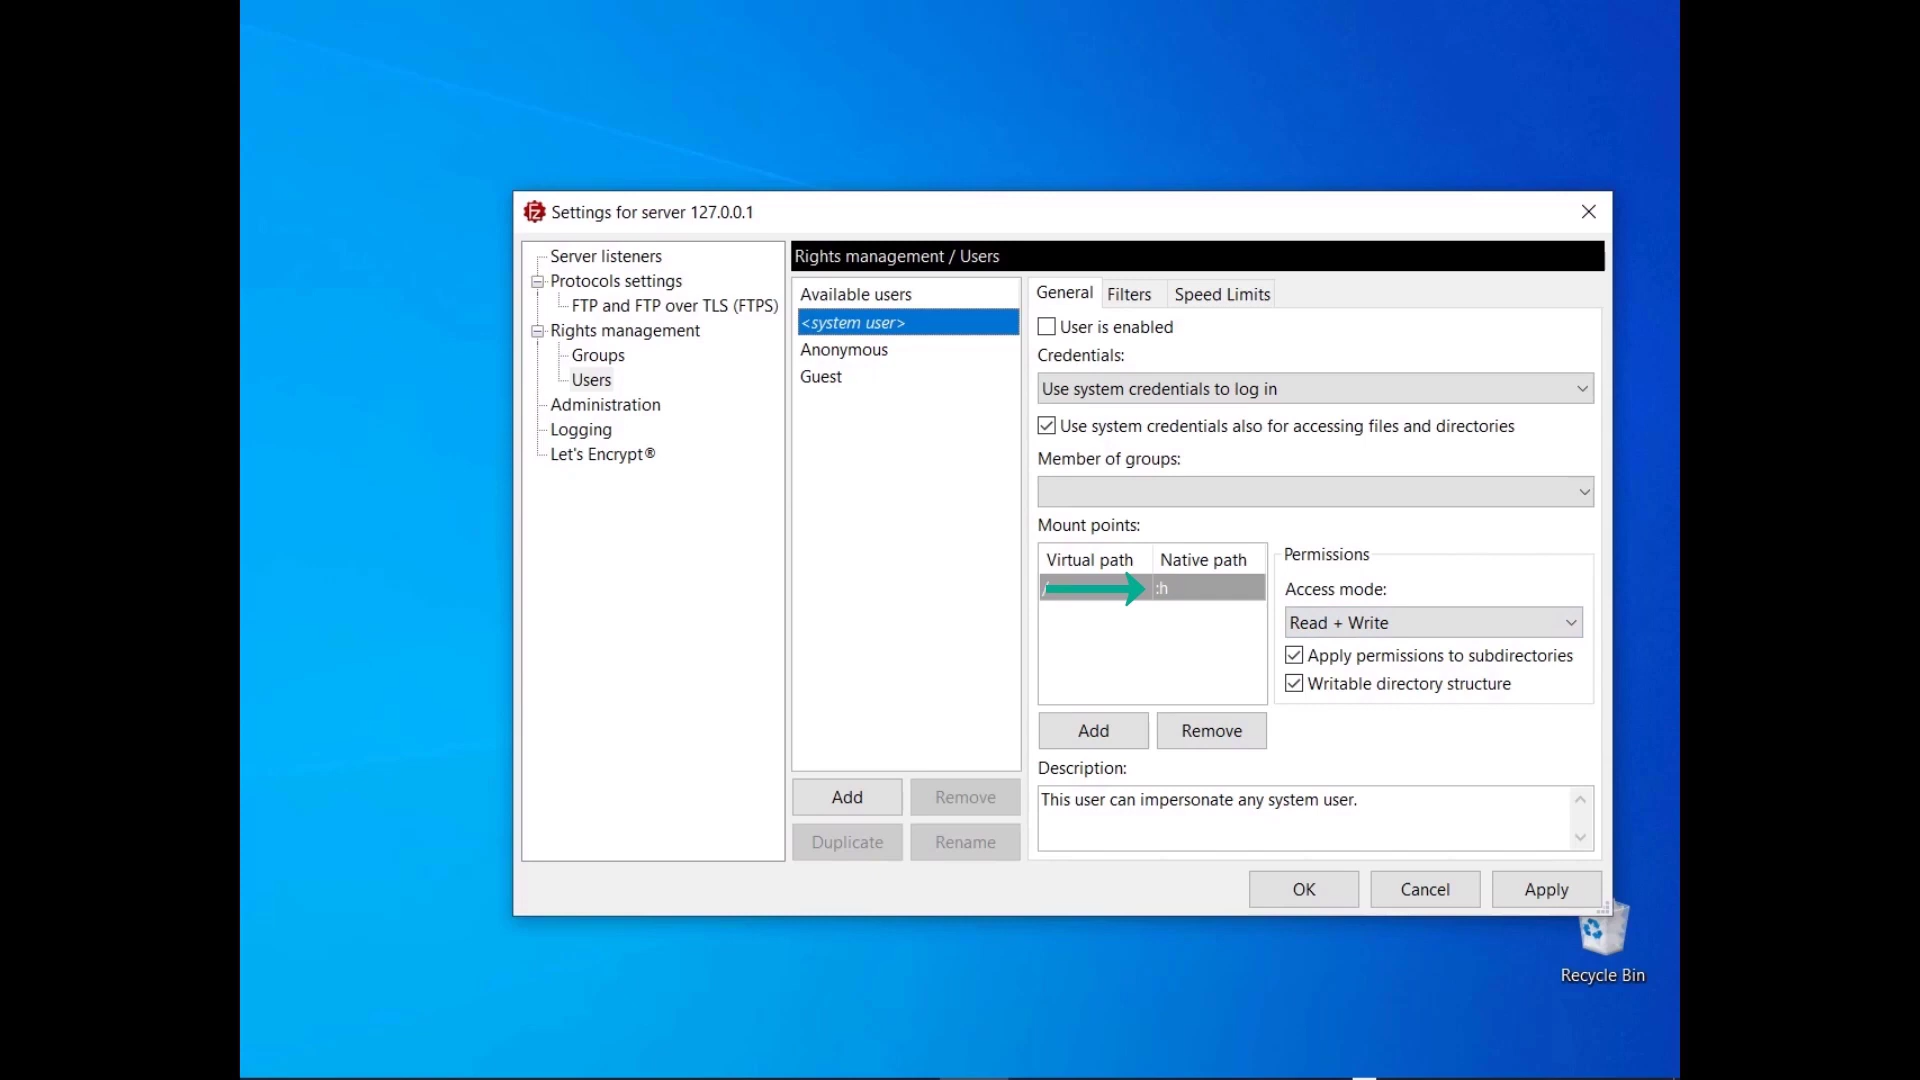 Settings for server 127.0.0.1
Server listeners
Protocols settings
FTP and FTP over TLS (FTPS)
Rights management
Groups
Users
Administration
Logging
Let's Encrypt®
Rights management / Users
Available users
<system user>
Anonymous
Guest
Add
Remove
Duplicate
Rename
General
Filters
Speed Limits
User is enabled
Credentials:
Use system credentials to log in
Use system credentials also for accessing files and directories
Member of groups:
Mount points:
Virtual path
Native path
/
:h
Add
Remove
Permissions
Access mode:
Read + Write
Apply permissions to subdirectories
Writable directory structure
Description:
This user can impersonate any system user.
OK
Cancel
Apply
Recycle Bin